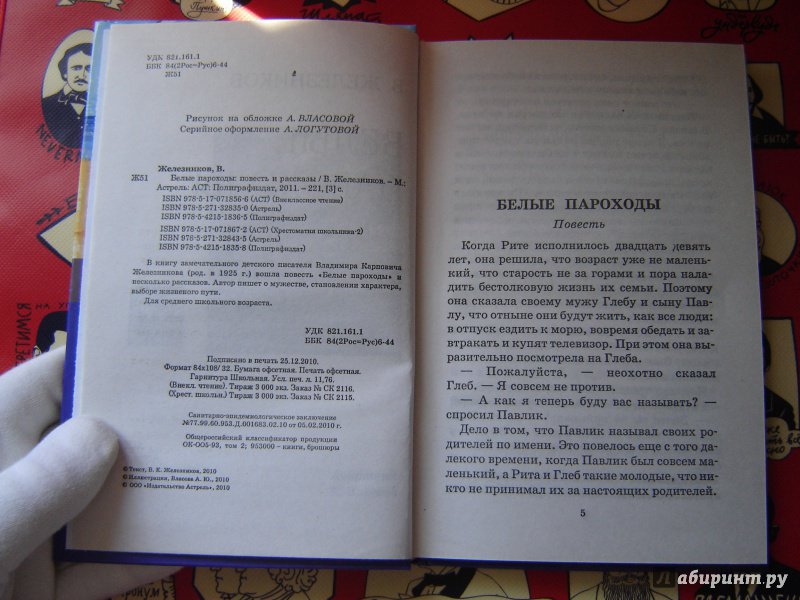 Пушкин
УДК 821.161.1
ББК 84(2Рос=Рус)6-44
Ж51
Рисунок на обложке А. ВЛАСОВОЙ
Серийное оформление А. ЛОГУТОВОЙ
Железников, В.
Ж51 Белые пароходы: повесть и рассказы / В. Железников. – М.:
Астрель: АСТ: Полиграфиздат, 2011. – 221, [3] с.
ISBN 978-5-17-071856-6 (АСТ) (Внеклассное чтение)
ISBN 978-5-271-32835-0 (Астрель)
ISBN 978-5-4215-1836-5 (Полиграфиздат)
ISBN 978-5-17-071867-2 (АСТ) (Хрестоматия школьника-2)
ISBN 978-5-271-32843-5 (Астрель)
ISBN 978-5-4215-1835-8 (Полиграфиздат)
В книгу замечательного детского писателя Владимира Карповича
Железникова (род. в 1925 г.) вошла повесть «Белые пароходы» и
несколько рассказов. Автор пишет о мужестве, становлении характера,
выборе жизненого пути.
Для среднего школьного возраста.
УДК 821.161.1
ББК 84(2Рос=Рус)6-44
Подписано в печать 25.12.2010.
Формат 84х108/ 32. Бумага офсетная. Печать офсетная.
Гарнитура Школьная. Усл. печ. л. 11,76.
(Внекл. чтение). Тираж 3 000 экз. Заказ № СК 2116.
(Хрест. школьн.) Тираж 3 000 экз. Заказ № СК 2115.
Санитарно-эпидемиологическое заключение
№77.99.60.953.Д.001683.02.10 от 05.02.2010 г.
Общероссийский классификатор продукции
ОК-005-93, том 2; 953000 – книги, брошюры
© Текст, В. К. Железников, 2010
© Иллюстрации, Власова А. Ю., 2010
© ООО «Издательство Астрель», 2010
БЕЛЫЕ ПАРОХОДЫ
Повесть
Когда Рите исполнилось двадцать девять
лет, она решила, что возраст уже не малень-
кий, что старость не за горами и пора нала-
дить бестолковую жизнь их семьи. Поэтому
она сказала своему мужу Глебу и сыну Пав-
лу, что отныне они будут жить, как все люди:
в отпуск ездить к морю, вовремя обедать и за-
втракать и купят телевизор. При этом она вы-
разительно посмотрела на Глеба.
— Пожалуйста, — неохотно сказал
Глеб. — Я совсем не против.
— А как я теперь буду вас называть? —
спросил Павлик.
Дело в том, что Павлик называл своих ро-
дителей по имени. Это повелось еще с того да-
лекого времени, когда Павлик был совсем ма-
ленький, а Рита и Глеб такие молодые, что ни-
кто не принимал их за настоящих родителей.
5
лабиринт.ру